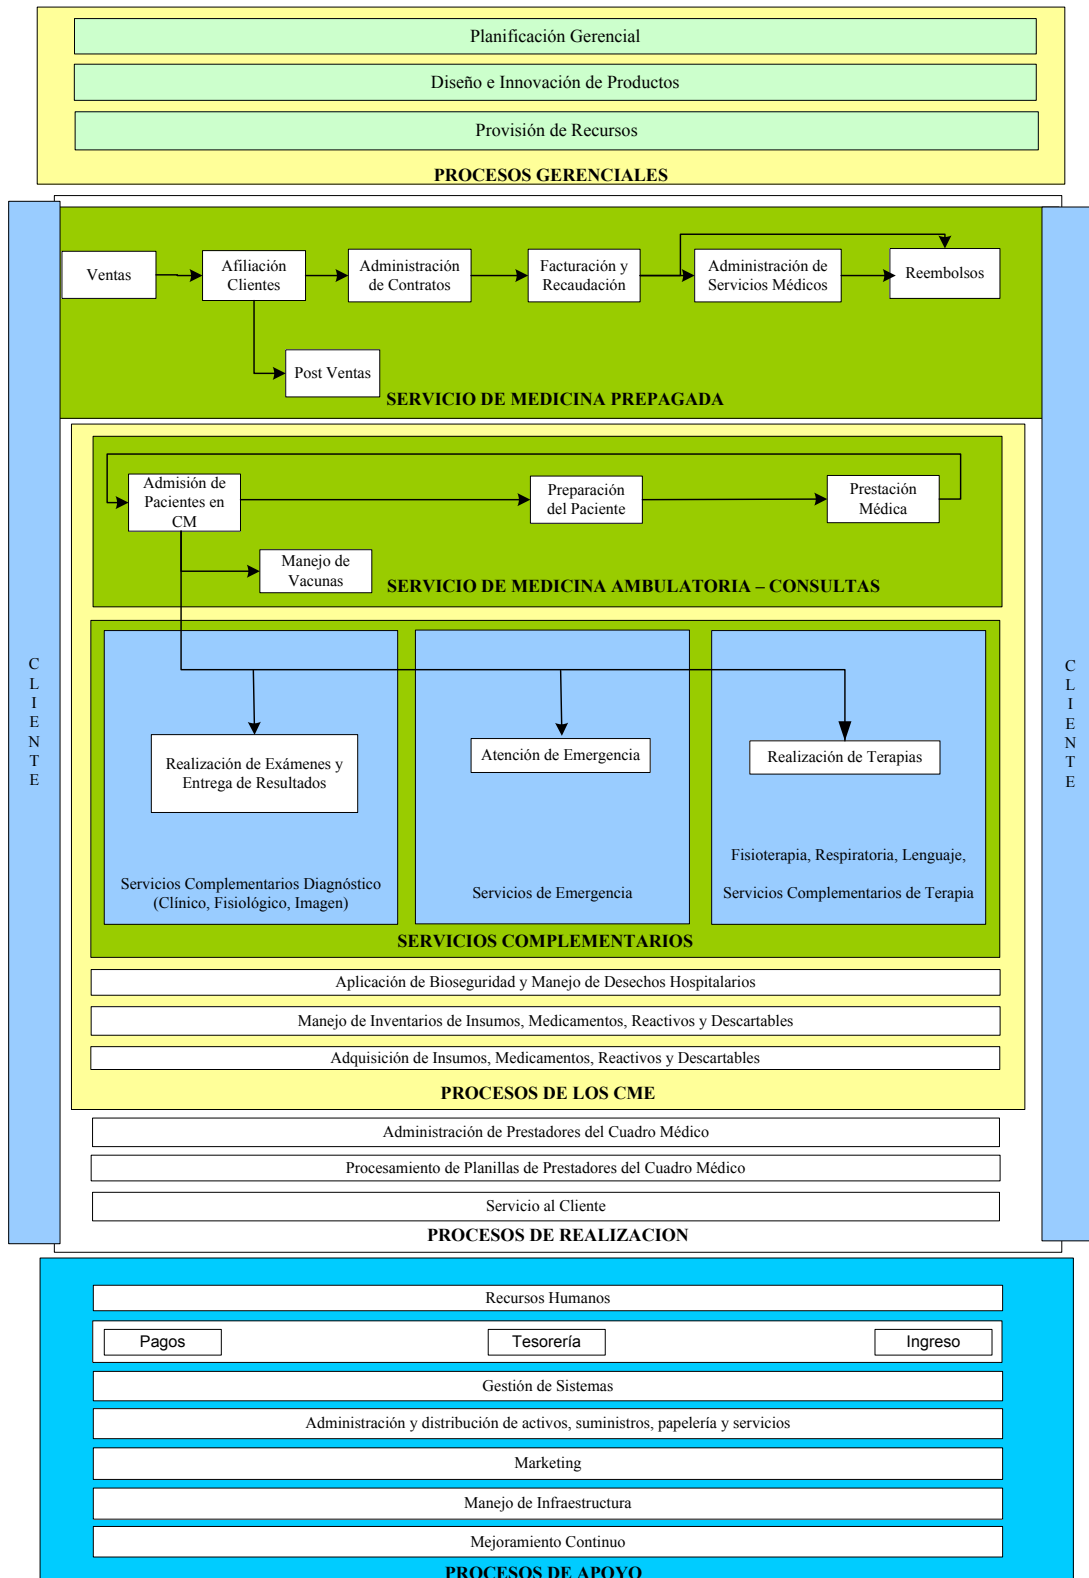 Planificación Gerencial
Diseño e Innovación de Productos
Provisión de Recursos
PROCESOS GERENCIALES
Ventas
Afiliación
Clientes
Administración
de Contratos
Facturación y
Recaudación
Administración de
Servicios Médicos
Reembolsos
Post Ventas
SERVICIO DE MEDICINA PREPAGADA
Admisión de
Pacientes en
CM
Preparación
del Paciente
Prestación
Médica
Manejo de
Vacunas
SERVICIO DE MEDICINA AMBULATORIA – CONSULTAS
CLIENTE
CLIENTE
Realización de Exámenes y
Entrega de Resultados
Atención de Emergencia
Realización de Terapias
Servicios Complementarios Diagnóstico
(Clínico, Fisiológico, Imagen)
Servicios de Emergencia
Fisioterapia, Respiratoria, Lenguaje,
Servicios Complementarios de Terapia
SERVICIOS COMPLEMENTARIOS
Aplicación de Bioseguridad y Manejo de Desechos Hospitalarios
Manejo de Inventarios de Insumos, Medicamentos, Reactivos y Descartables
Adquisición de Insumos, Medicamentos, Reactivos y Descartables
PROCESOS DE LOS CME
Administración de Prestadores del Cuadro Médico
Procesamiento de Planillas de Prestadores del Cuadro Médico
Servicio al Cliente
PROCESOS DE REALIZACION
Recursos Humanos
Pagos
Tesorería
Ingreso
Gestión de Sistemas
Administración y distribución de activos, suministros, papelería y servicios
Marketing
Manejo de Infraestructura
Mejoramiento Continuo
PROCESOS DE APOYO